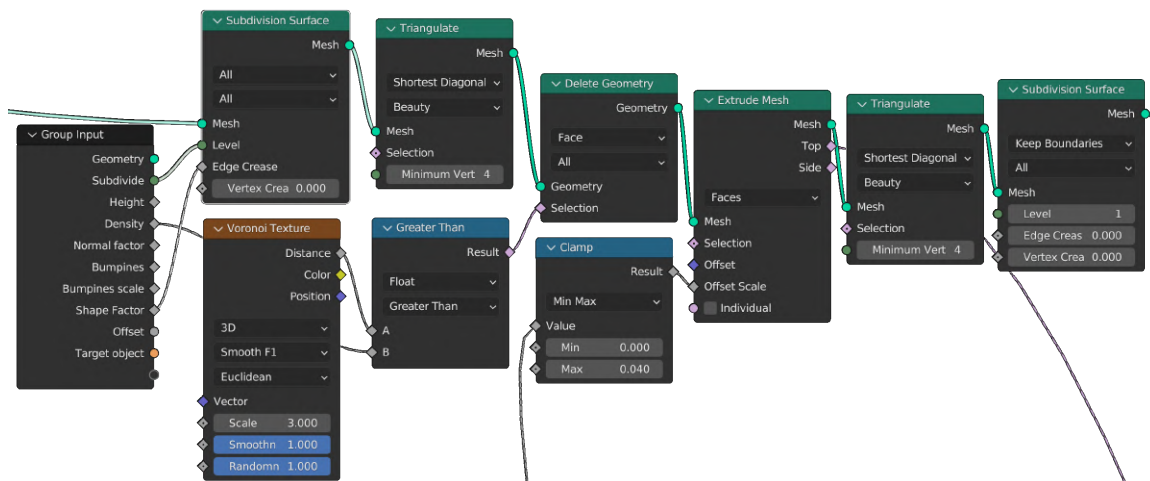 Subdivision Surface
Mesh
All
All
Mesh
Level
Edge Crease
Vertex Crea 0.000
Triangulate
Mesh
Shortest Diagonal
Beauty
Mesh
Selection
Minimum Vert 4
Delete Geometry
Geometry
Face
All
Geometry
Selection
Extrude Mesh
Mesh
Top
Side
Faces
Mesh
Selection
Offset
Offset Scale
Individual
Triangulate
Mesh
Shortest Diagonal
Beauty
Mesh
Selection
Minimum Vert 4
Subdivision Surface
Mesh
Keep Boundaries
All
Mesh
Level 1
Edge Creas 0.000
Vertex Crea 0.000
Group Input
Geometry
Subdivide
Height
Density
Normal factor
Bumpines
Bumpines scale
Shape Factor
Offset
Target object
Voronoi Texture
Distance
Color
Position
3D
Smooth F1
Euclidean
Vector
Scale 3.000
Smoothn 1.000
Randomn 1.000
Greater Than
Result
Float
Greater Than
A
B
Clamp
Result
Min Max
Value
Min 0.000
Max 0.040